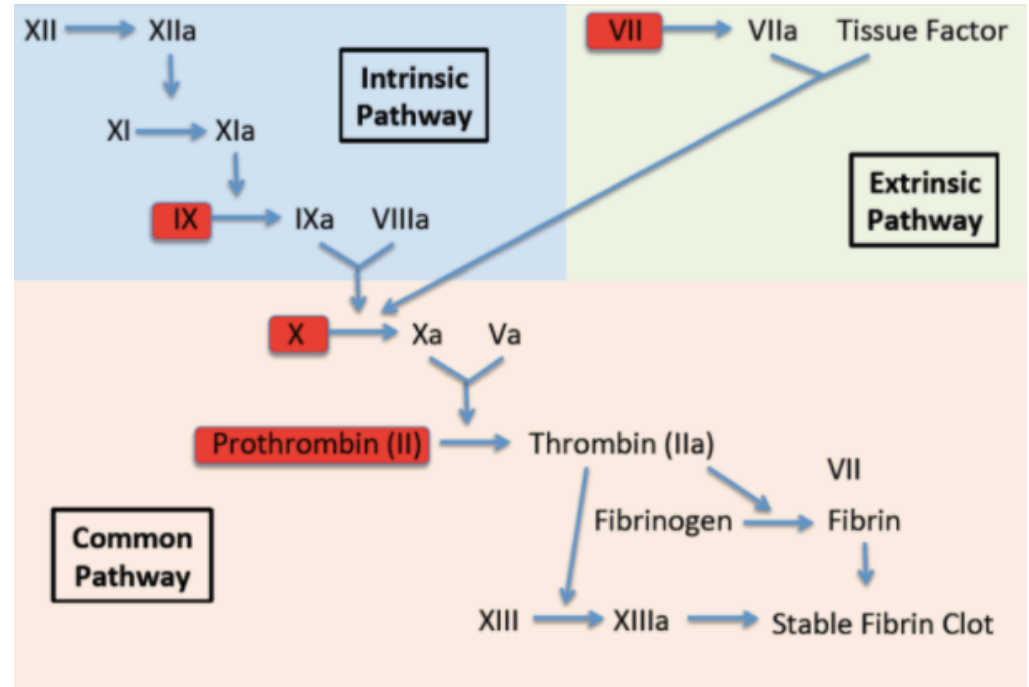 XII XIIa
VII VIIa Tissue Factor
Intrinsic
Pathway
XI XIa
Extrinsic
Pathway
IX IXa VIIIa
X Xa Va
Prothrombin (II) Thrombin (IIa)
VII
Fibrinogen Fibrin
Common
Pathway
XIII XIIIa Stable Fibrin Clot